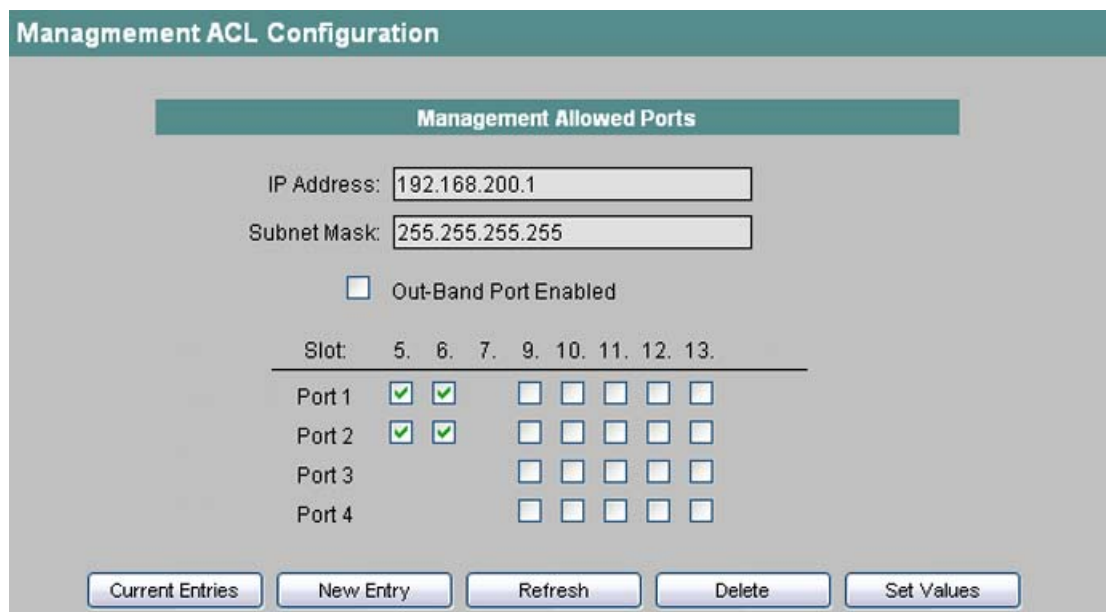 Managmement ACL Configuration
Management Allowed Ports
IP Address: 192.168.200.1
Subnet Mask: 255.255.255.255
Out-Band Port Enabled
Slot: 5. 6. 7. 9. 10. 11. 12. 13.
Port 1
Port 2
Port 3
Port 4
Current Entries New Entry Refresh Delete Set Values